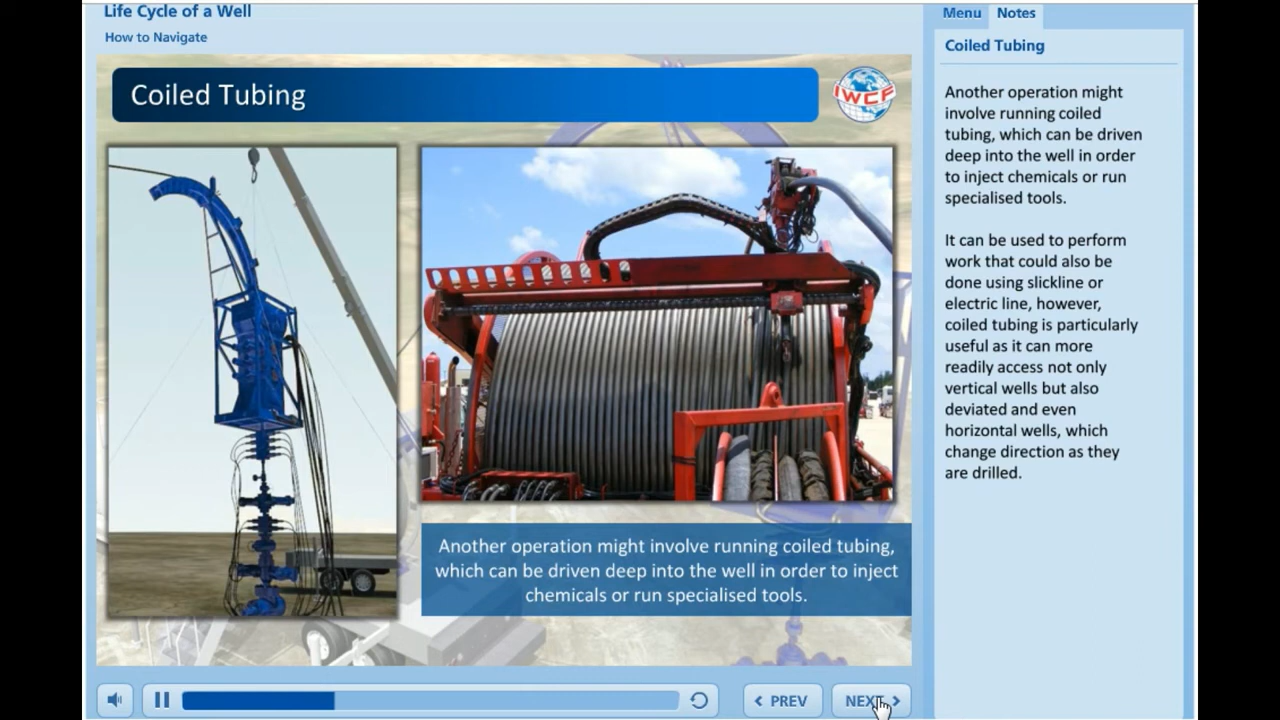 Life Cycle of a Well
How to Navigate
Coiled Tubing
IWCF
Another operation might involve running coiled tubing,
which can be driven deep into the well in order to inject
chemicals or run specialised tools.
PREV
NEXT
Menu Notes
Coiled Tubing
Another operation might
involve running coiled
tubing, which can be driven
deep into the well in order
to inject chemicals or run
specialised tools.
It can be used to perform
work that could also be
done using slickline or
electric line, however,
coiled tubing is particularly
useful as it can more
readily access not only
vertical wells but also
deviated and even
horizontal wells, which
change direction as they
are drilled.